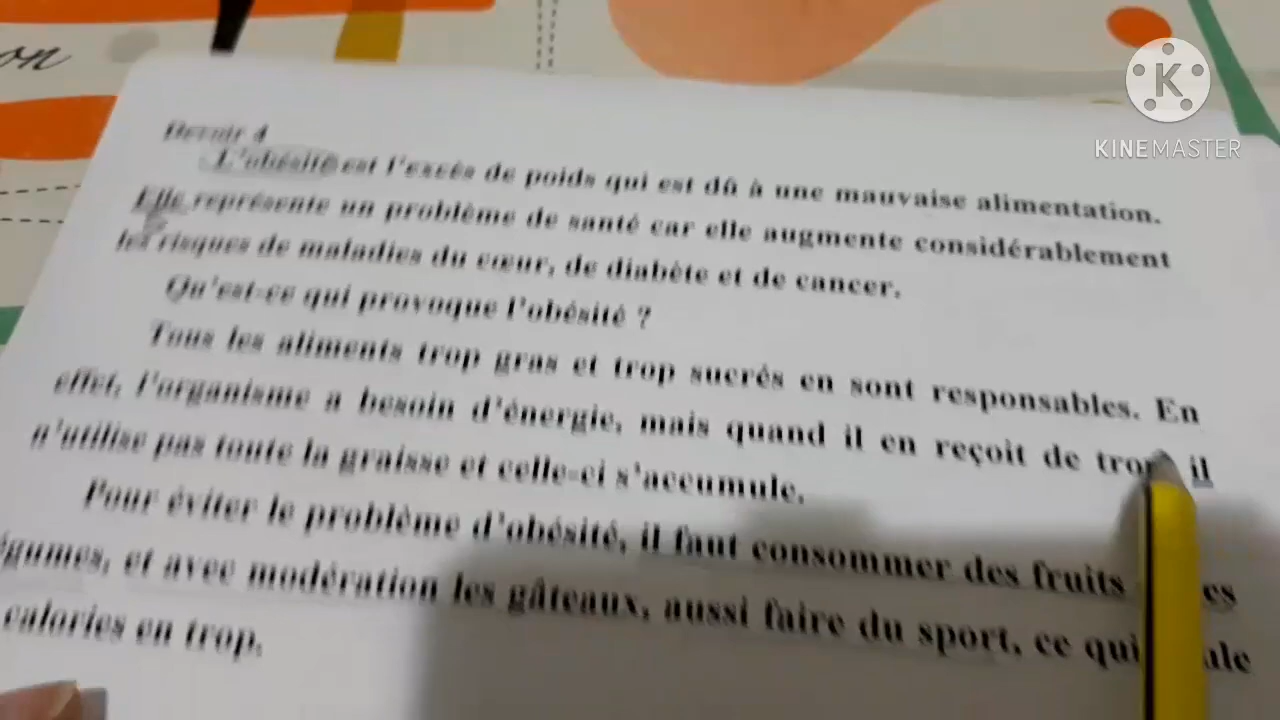 on
KINEMASTER
Devoir 4
L'obésité est l'excès de poids qui est dû à une mauvaise alimentation.
Elle représente un problème de santé car elle augmente considérablement
les risques de maladies du cœur, de diabète et de cancer.
Qu'est-ce qui provoque l'obésité ?
Tous les aliments trop gras et trop sucrés en sont responsables. En
effet, l'organisme a besoin d'énergie, mais quand il en reçoit de trop il
n'utilise pas toute la graisse et celle-ci s'accumule.
Pour éviter le problème d'obésité, il faut consommer des fruits
et avec modération les gâteaux, aussi faire du sport, ce qui
calories en trop.